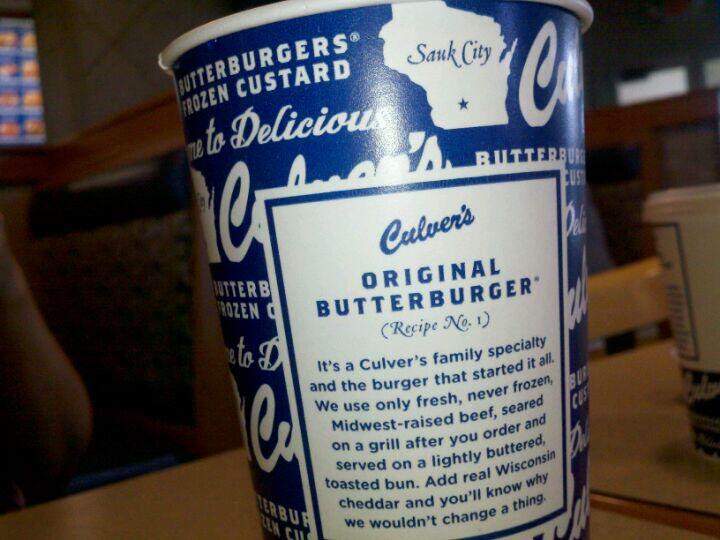 BUTTERBURGERS®
FROZEN CUSTARD
Sauk City
to Delicious
BUTTERBURG
Culver's
ORIGINAL
BUTTERBURGER®
(Recipe No. 1)
It's a Culver's family specialty
and the burger that started it all.
We use only fresh, never frozen,
Midwest-raised beef, seared
on a grill after you order and
served on a lightly buttered,
toasted bun. Add real Wisconsin
cheddar and you'll know why
we wouldn't change a thing.